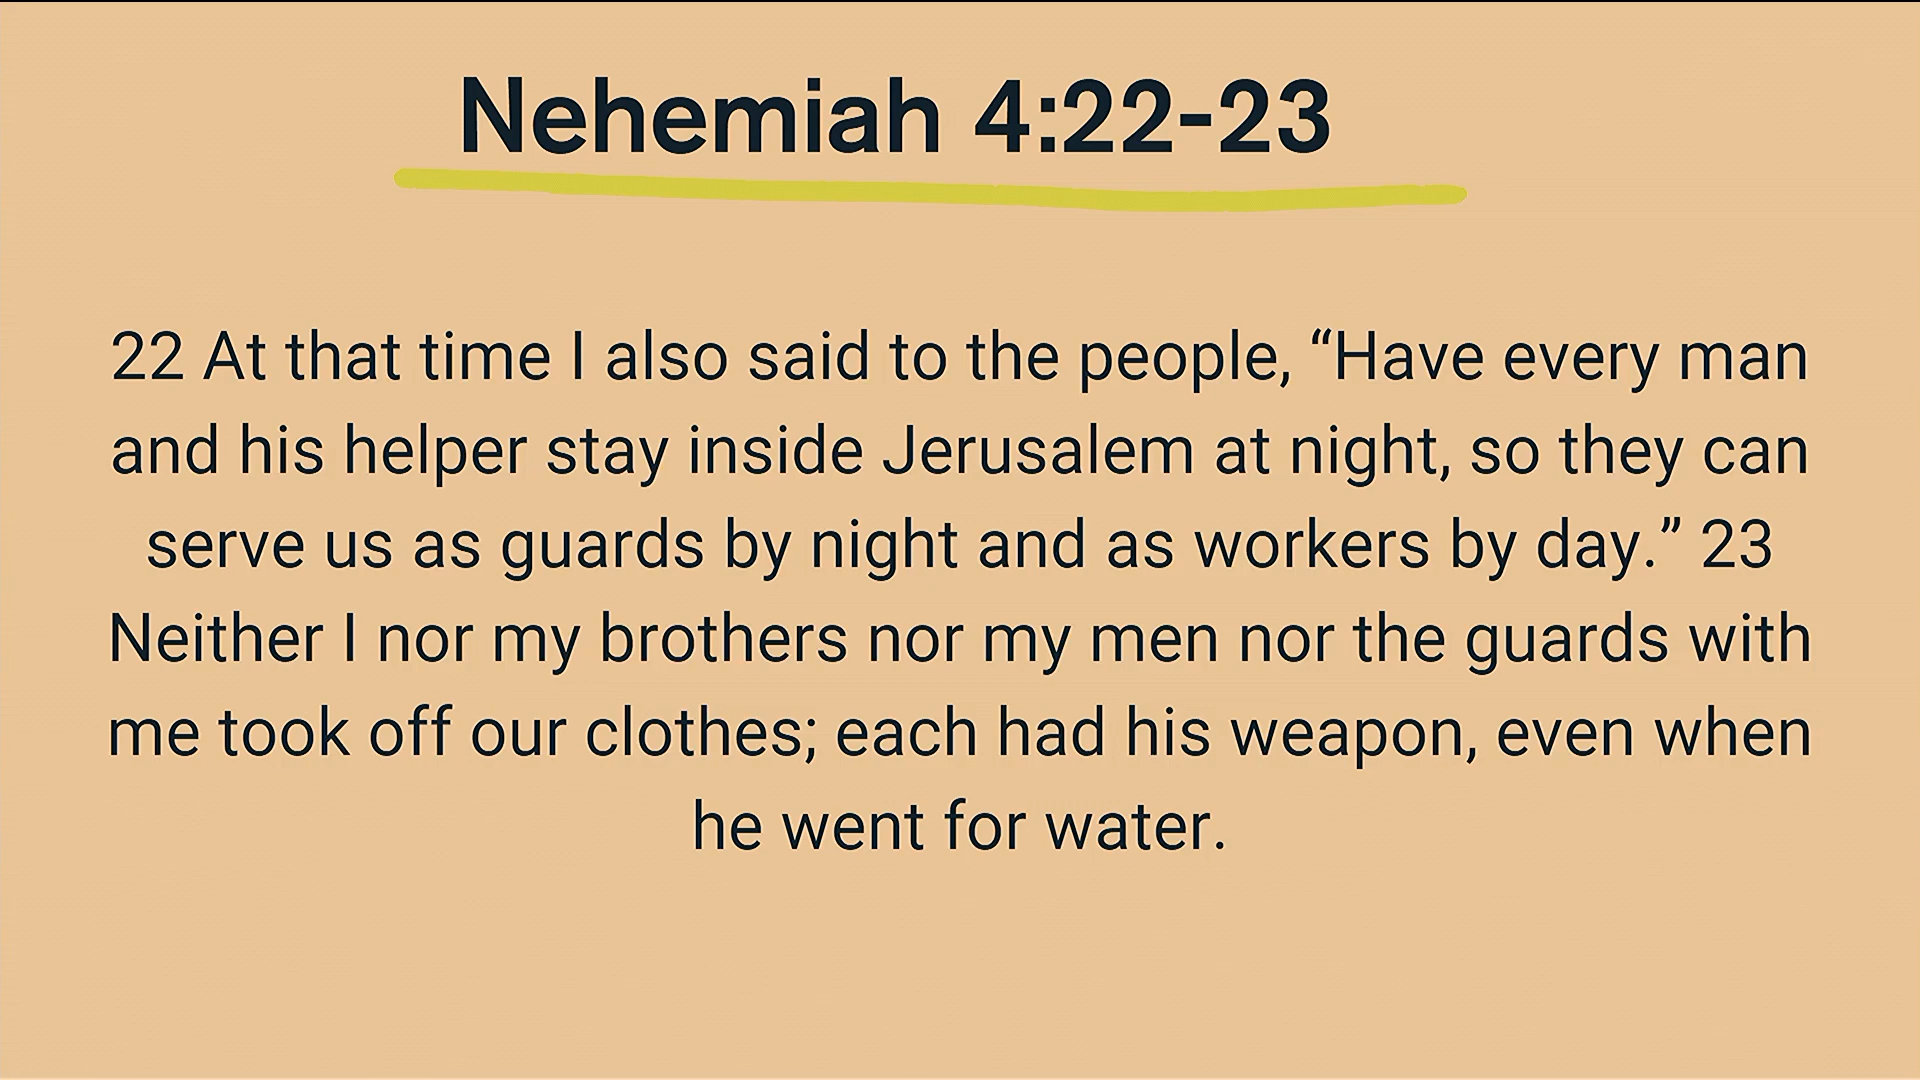 Nehemiah 4:22-23
22 At that time I also said to the people, “Have every man
and his helper stay inside Jerusalem at night, so they can
serve us as guards by night and as workers by day.” 23
Neither I nor my brothers nor my men nor the guards with
me took off our clothes; each had his weapon, even when
he went for water.